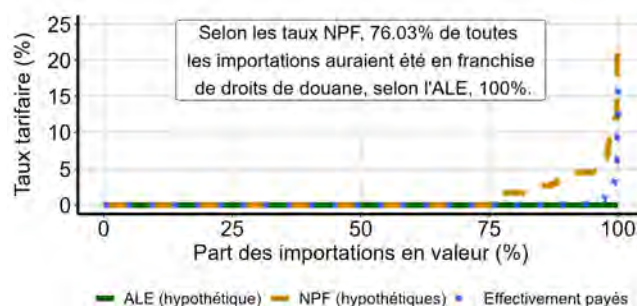 Selon les taux NPF, 76.03% de toutes
les importations auraient été en franchise
de droits de douane, selon l'ALE, 100%.
Taux tarifaire (%)
25
20
15
10
5
0
0
25
50
75
100
Part des importations en valeur (%)
ALE (hypothétique)
NPF (hypothétiques)
Effectivement payés